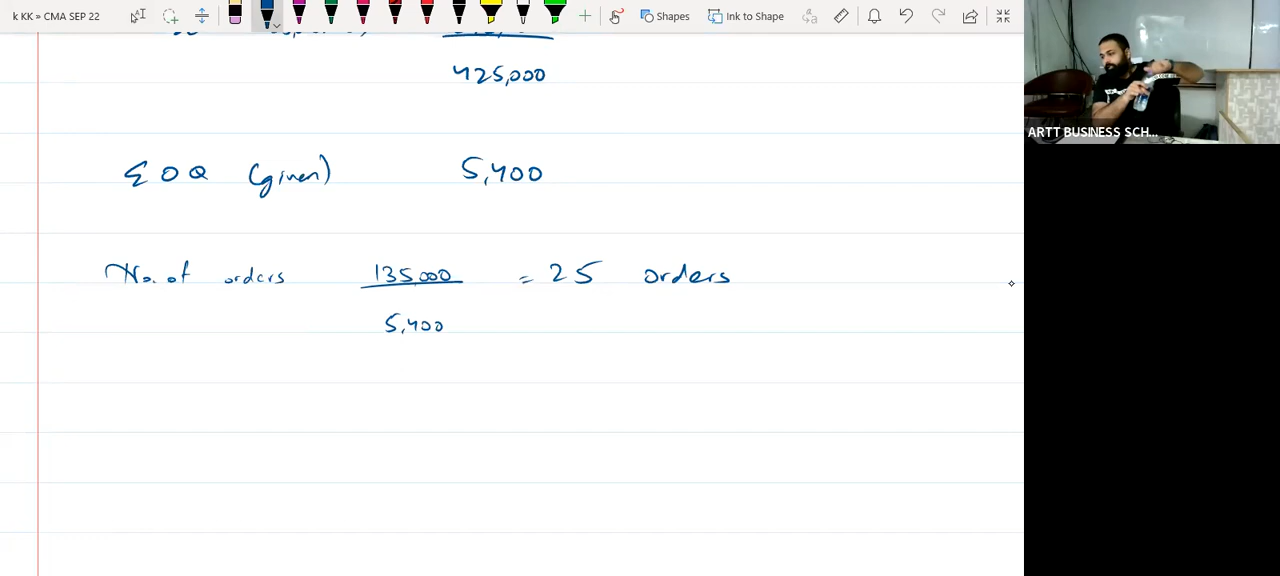 k KK » CMA SEP 22
Shapes
Ink to Shape
425,000
EOQ (given) 5,400
No. of orders 135,000 = 25 orders
5,400
ARTT BUSINESS SCH...